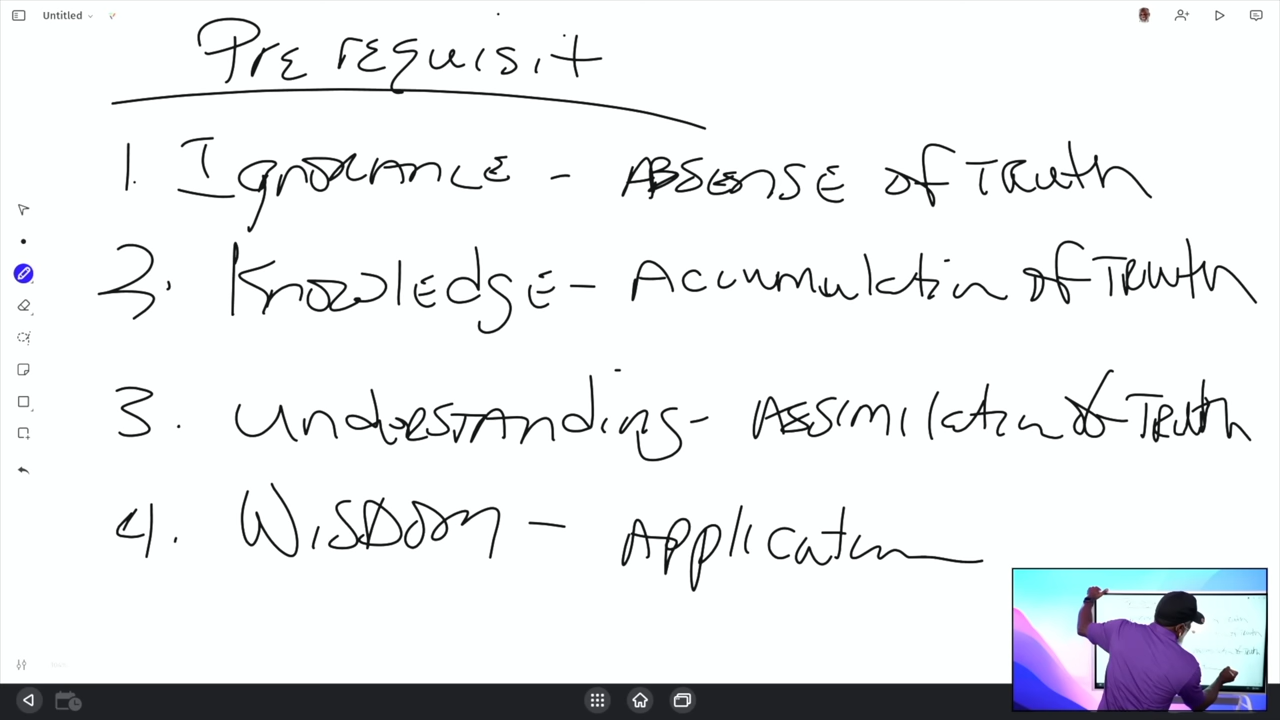 Untitled
Prerequisit
1. Ignorance - Absense of Truth
2. Knowledge - Accumulation of Truth
3. Understanding - Assimilation of Truth
4. Wisdom - Application